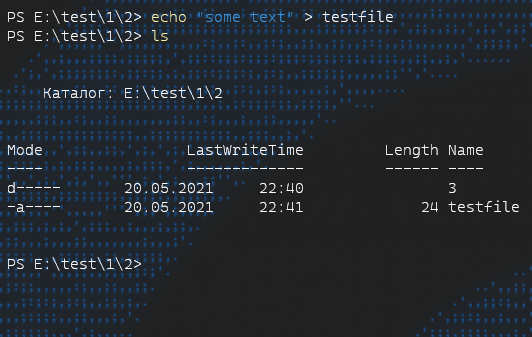 PS E:\test\1\2> echo "some text" > testfile
PS E:\test\1\2> ls
Каталог: E:\test\1\2
Mode LastWriteTime Length Name
---- ------------- ------ ----
d----- 20.05.2021 22:40 3
-a---- 20.05.2021 22:41 24 testfile
PS E:\test\1\2>